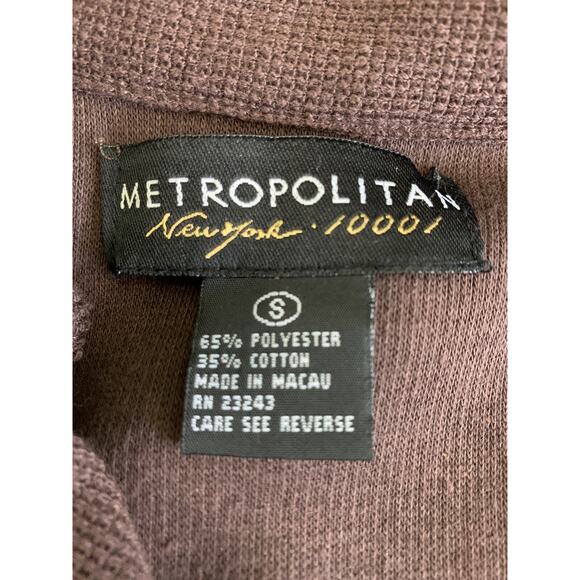 METROPOLITAN
New York · 10001
S
65% POLYESTER
35% COTTON
MADE IN MACAU
RN 23243
CARE SEE REVERSE